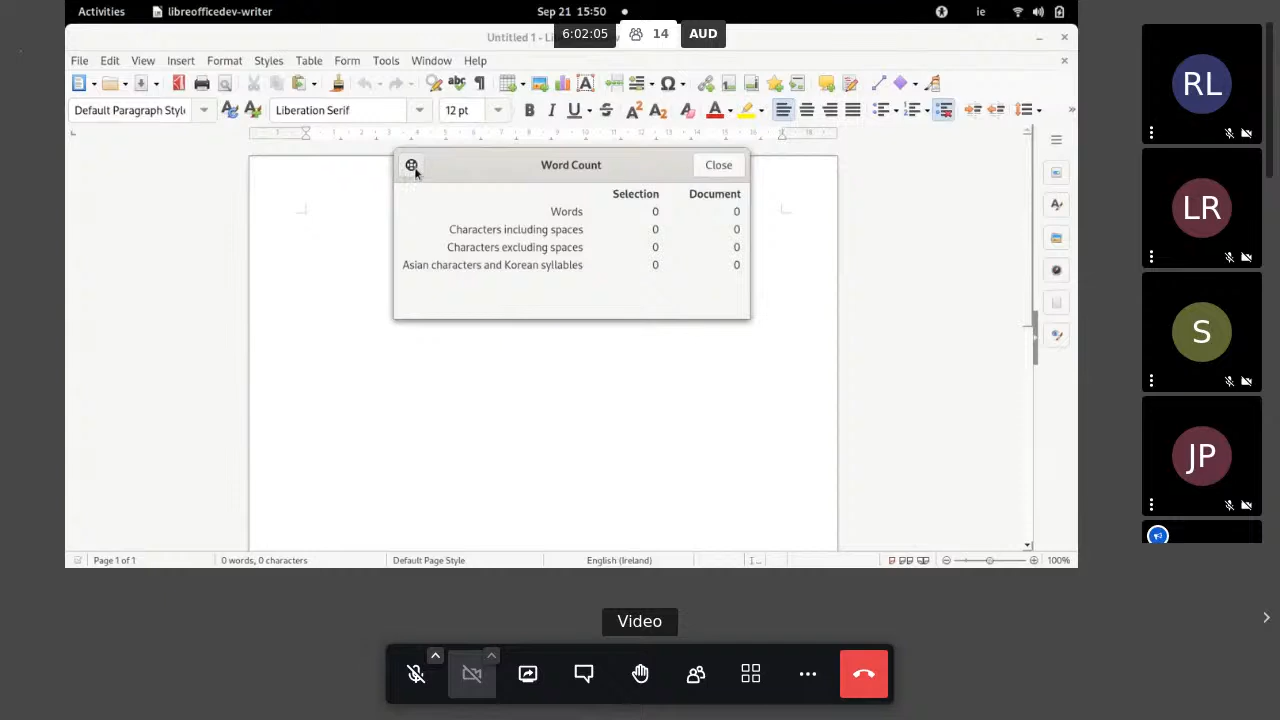 Activities libreofficedev-writer Sep 21 15:50 ie
6:02:05 14 AUD
File Edit View Insert Format Styles Table Form Tools Window Help
Default Paragraph Style Liberation Serif 12 pt
Word Count Close
Selection Document
Words 0 0
Characters including spaces 0 0
Characters excluding spaces 0 0
Asian characters and Korean syllables 0 0
Page 1 of 1 0 words, 0 characters Default Page Style English (Ireland) 100%
RL
LR
S
JP
Video